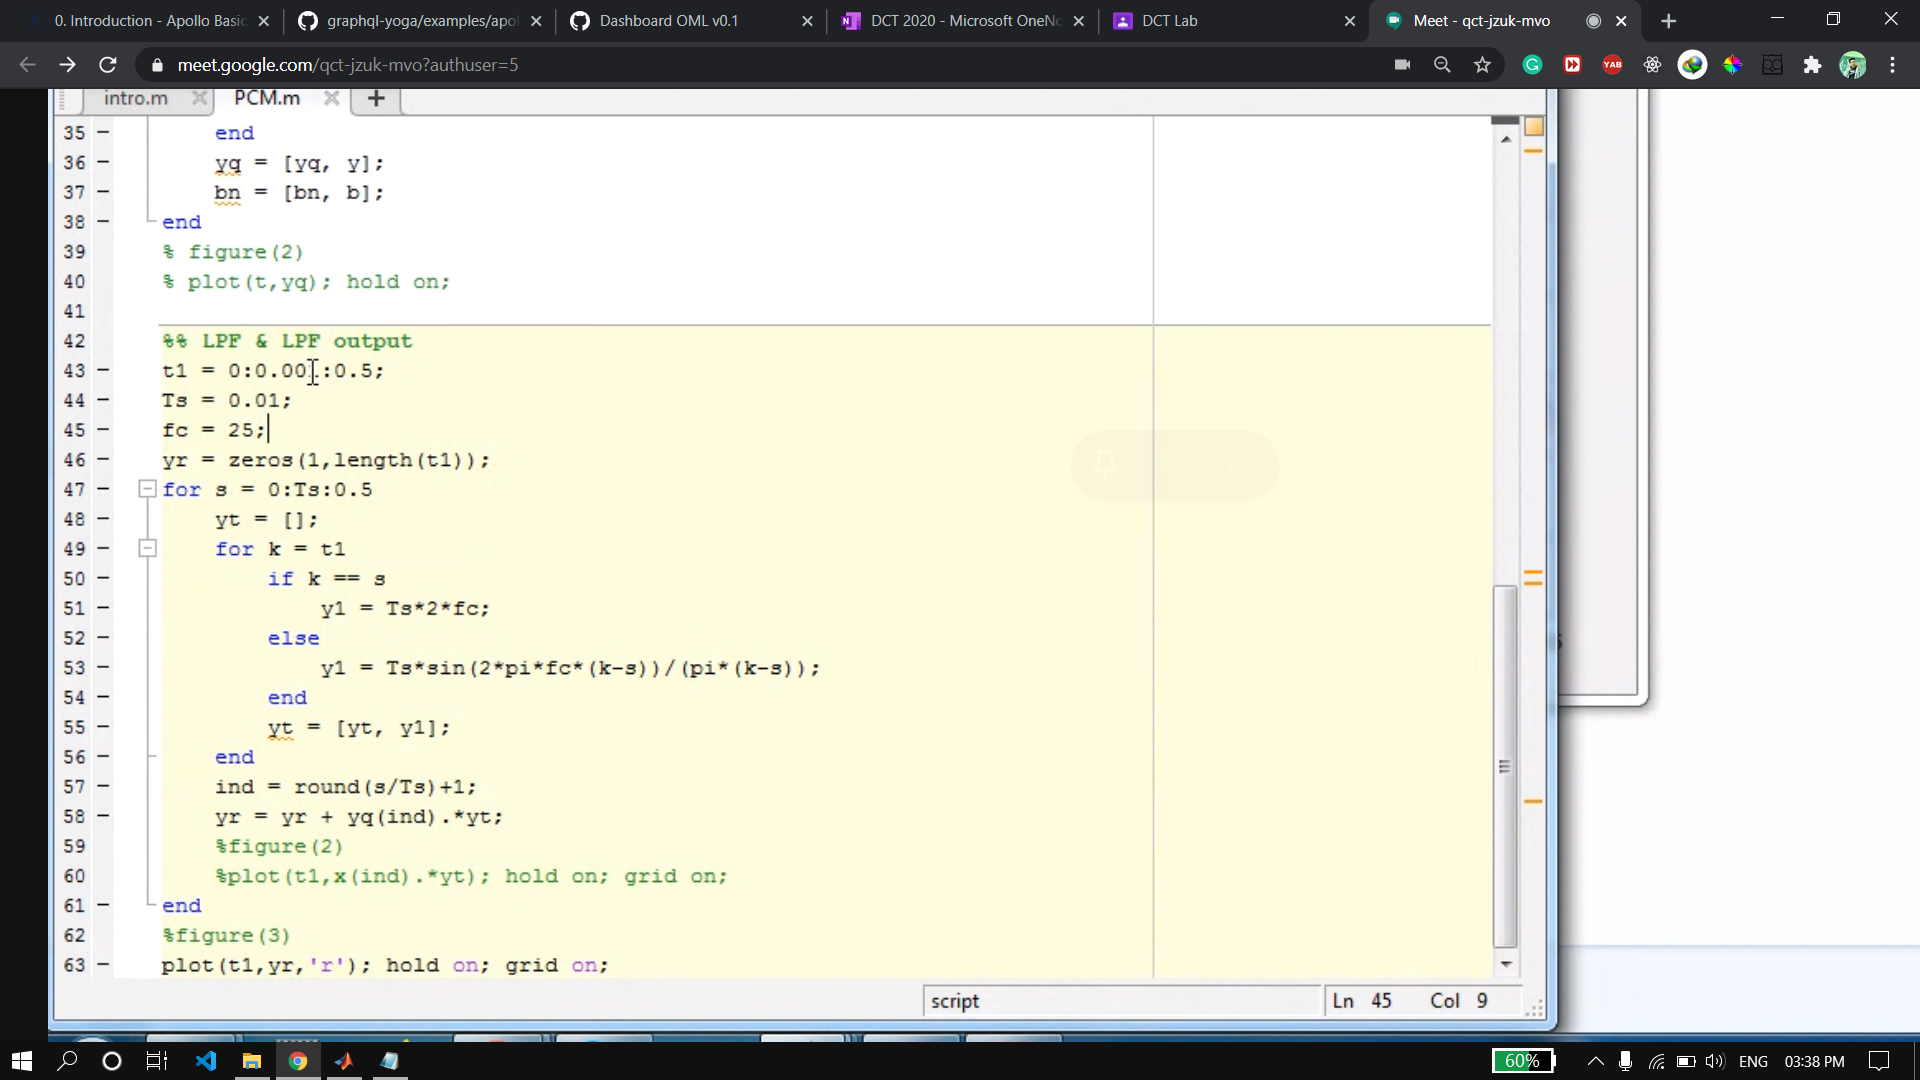 0. Introduction - Apollo Basic
graphql-yoga/examples/apol
Dashboard OML v0.1
DCT 2020 - Microsoft OneNo
DCT Lab
Meet - qct-jzuk-mvo
meet.google.com/qct-jzuk-mvo?authuser=5
YAB
intro.m
PCM.m
35 end
36 yq = [yq, y];
37 bn = [bn, b];
38 end
39 % figure(2)
40 % plot(t,yq); hold on;
41
42 %% LPF & LPF output
43 t1 = 0:0.001:0.5;
44 Ts = 0.01;
45 fc = 25;
46 yr = zeros(1,length(t1));
47 for s = 0:Ts:0.5
48 yt = [];
49 for k = t1
50 if k == s
51 y1 = Ts*2*fc;
52 else
53 y1 = Ts*sin(2*pi*fc*(k-s))/(pi*(k-s));
54 end
55 yt = [yt, y1];
56 end
57 ind = round(s/Ts)+1;
58 yr = yr + yq(ind).*yt;
59 %figure(2)
60 %plot(t1,x(ind).*yt); hold on; grid on;
61 end
62 %figure(3)
63 plot(t1,yr,'r'); hold on; grid on;
script
Ln 45 Col 9
60%
ENG
03:38 PM